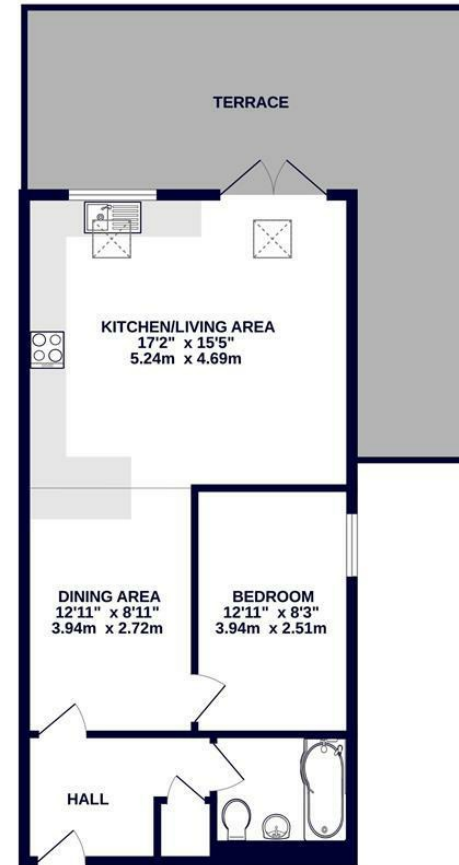 TERRACE
KITCHEN/LIVING AREA
17'2" x 15'5"
5.24m x 4.69m
DINING AREA
12'11" x 8'11"
3.94m x 2.72m
BEDROOM
12'11" x 8'3"
3.94m x 2.51m
HALL